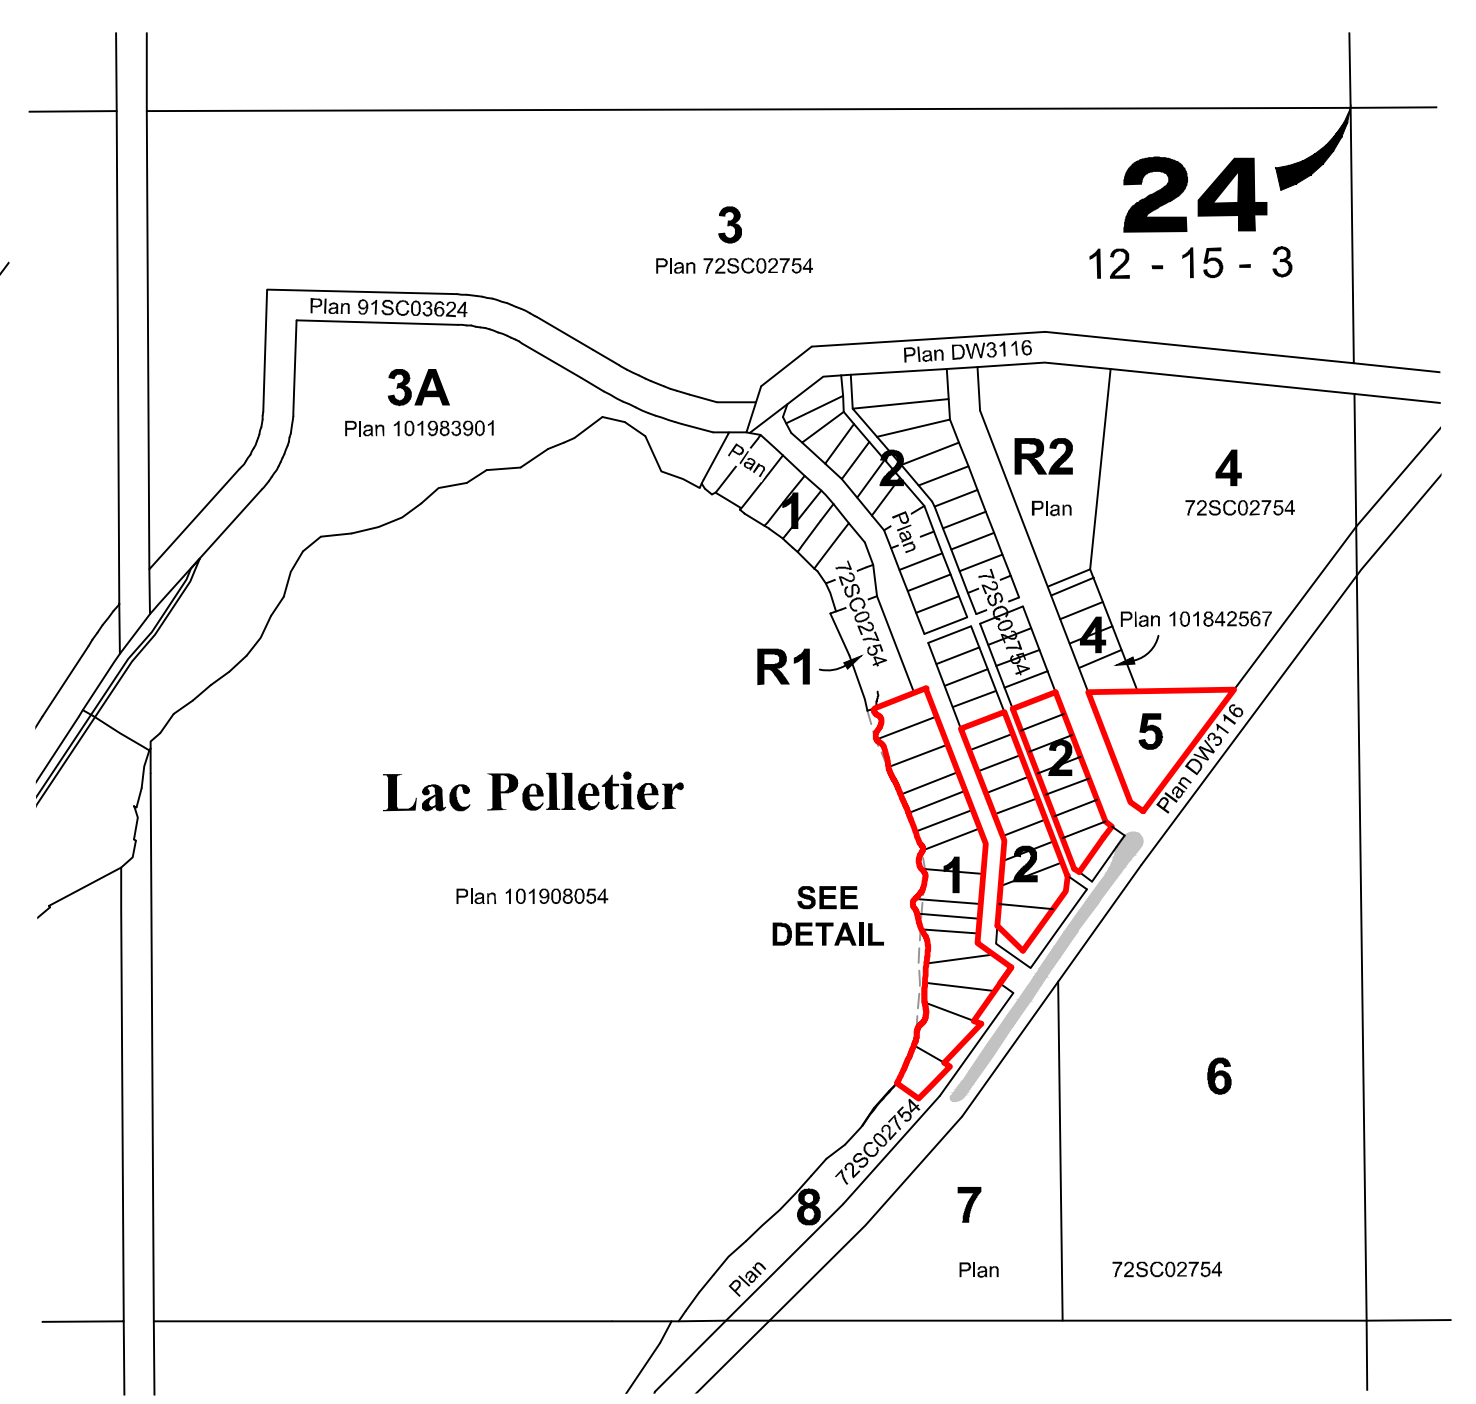 24
12 - 15 - 3
3
Plan 72SC02754
Plan 91SC03624
Plan DW3116
3A
Plan 101983901
Plan
1
72SC02754
2
Plan
72SC02754
R2
Plan
4
72SC02754
4
Plan 101842567
R1
5
Plan DW3116
2
Lac Pelletier
Plan 101908054
SEE
DETAIL
1
2
6
72SC02754
8
Plan
7
Plan
72SC02754